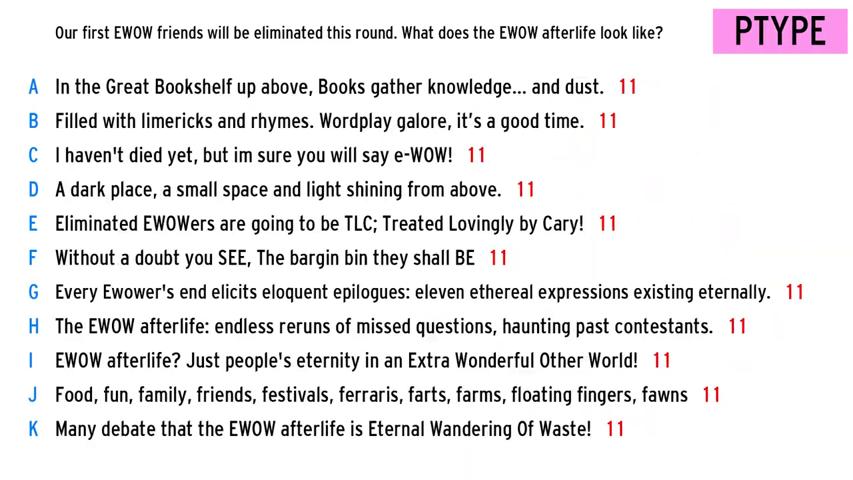 Our first EWOW friends will be eliminated this round. What does the EWOW afterlife look like?
PTYPE
A In the Great Bookshelf up above, Books gather knowledge... and dust. 11
B Filled with limericks and rhymes. Wordplay galore, it's a good time. 11
C I haven't died yet, but im sure you will say e-WOW! 11
D A dark place, a small space and light shining from above. 11
E Eliminated EWOWers are going to be TLC; Treated Lovingly by Cary! 11
F Without a doubt you SEE, The bargin bin they shall BE 11
G Every Ewower's end elicits eloquent epilogues: eleven ethereal expressions existing eternally. 11
H The EWOW afterlife: endless reruns of missed questions, haunting past contestants. 11
I EWOW afterlife? Just people's eternity in an Extra Wonderful Other World! 11
J Food, fun, family, friends, festivals, ferraris, farts, farms, floating fingers, fawns 11
K Many debate that the EWOW afterlife is Eternal Wandering Of Waste! 11